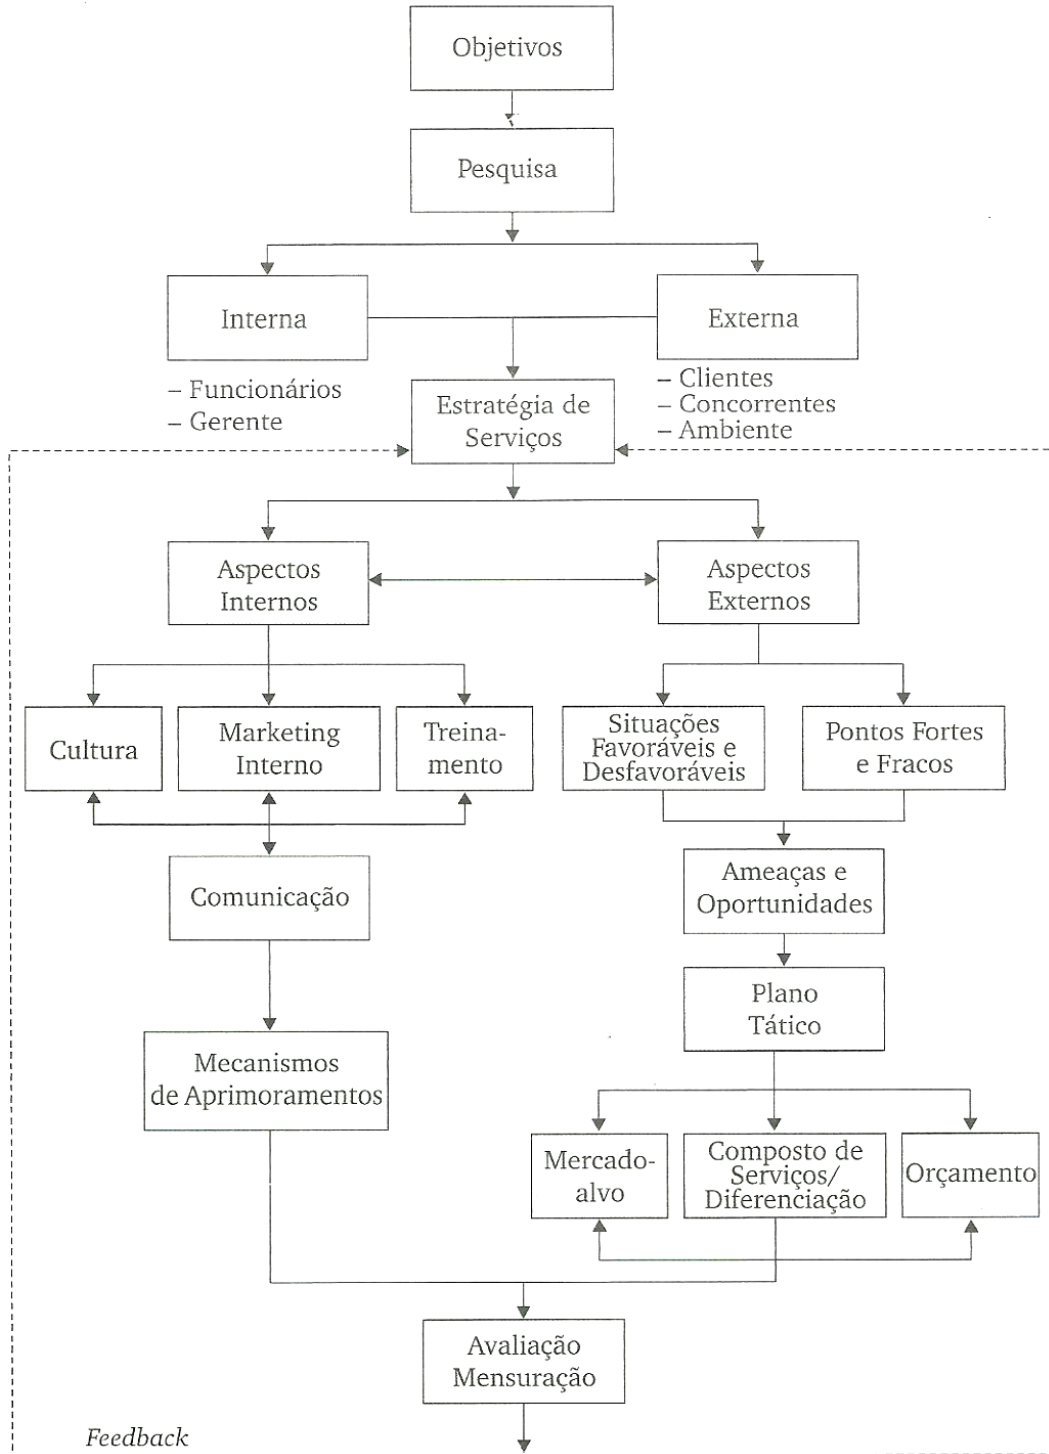 Objetivos
Pesquisa
Interna
Externa
– Funcionários
– Gerente
– Clientes
– Concorrentes
– Ambiente
Estratégia de
Serviços
Aspectos
Internos
Aspectos
Externos
Cultura
Marketing
Interno
Treina-
mento
Situações
Favoráveis e
Desfavoráveis
Pontos Fortes
e Fracos
Comunicação
Ameaças e
Oportunidades
Plano
Tático
Mecanismos
de Aprimoramentos
Mercado-
alvo
Composto de
Serviços/
Diferenciação
Orçamento
Avaliação
Mensuração
Feedback